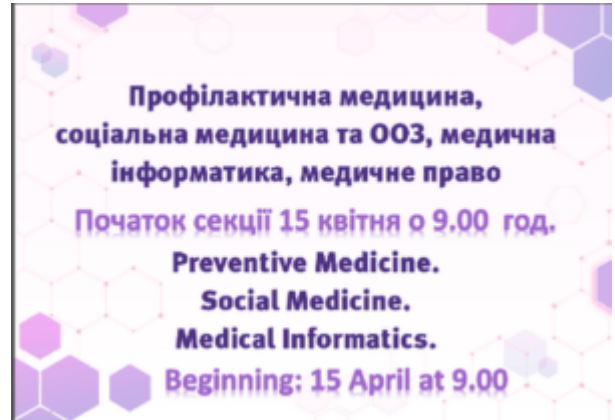 Профілактична медицина,
соціальна медицина та ООЗ, медична
інформатика, медичне право
Початок секції 15 квітня о 9.00 год.
Preventive Medicine.
Social Medicine.
Medical Informatics.
Beginning: 15 April at 9.00